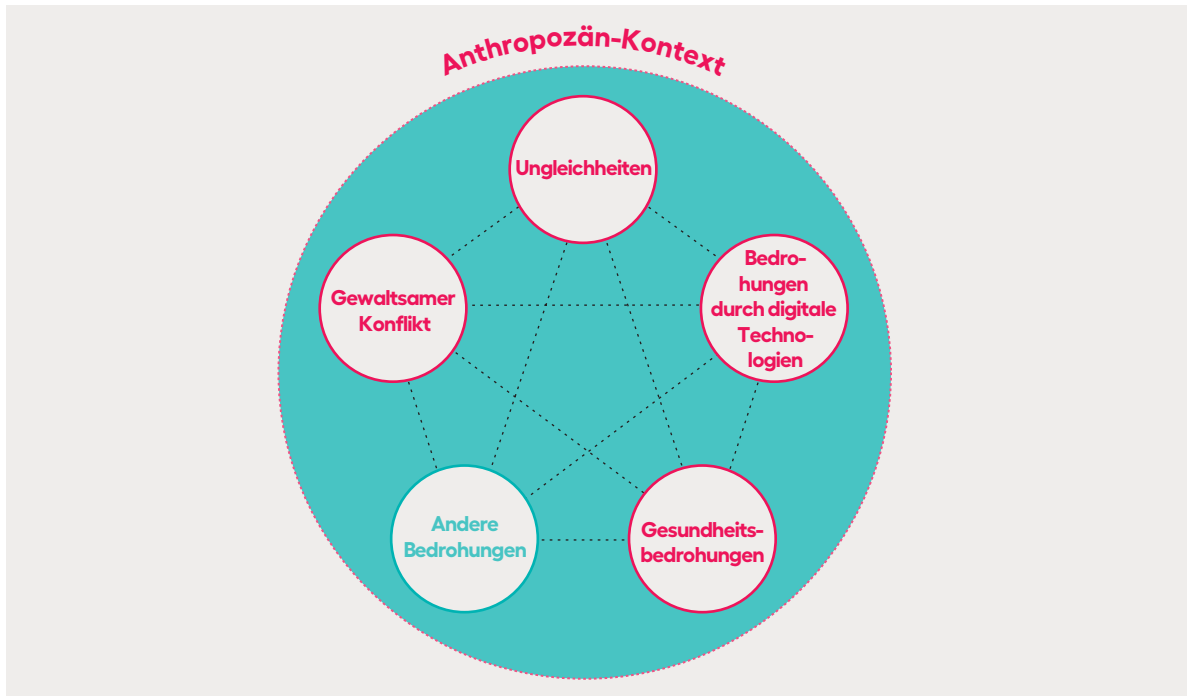 Anthropozän-Kontext
Ungleichheiten
Gewaltsamer
Konflikt
Bedro-
hungen
durch digitale
Techno-
logien
Andere
Bedrohungen
Gesundheits-
bedrohungen